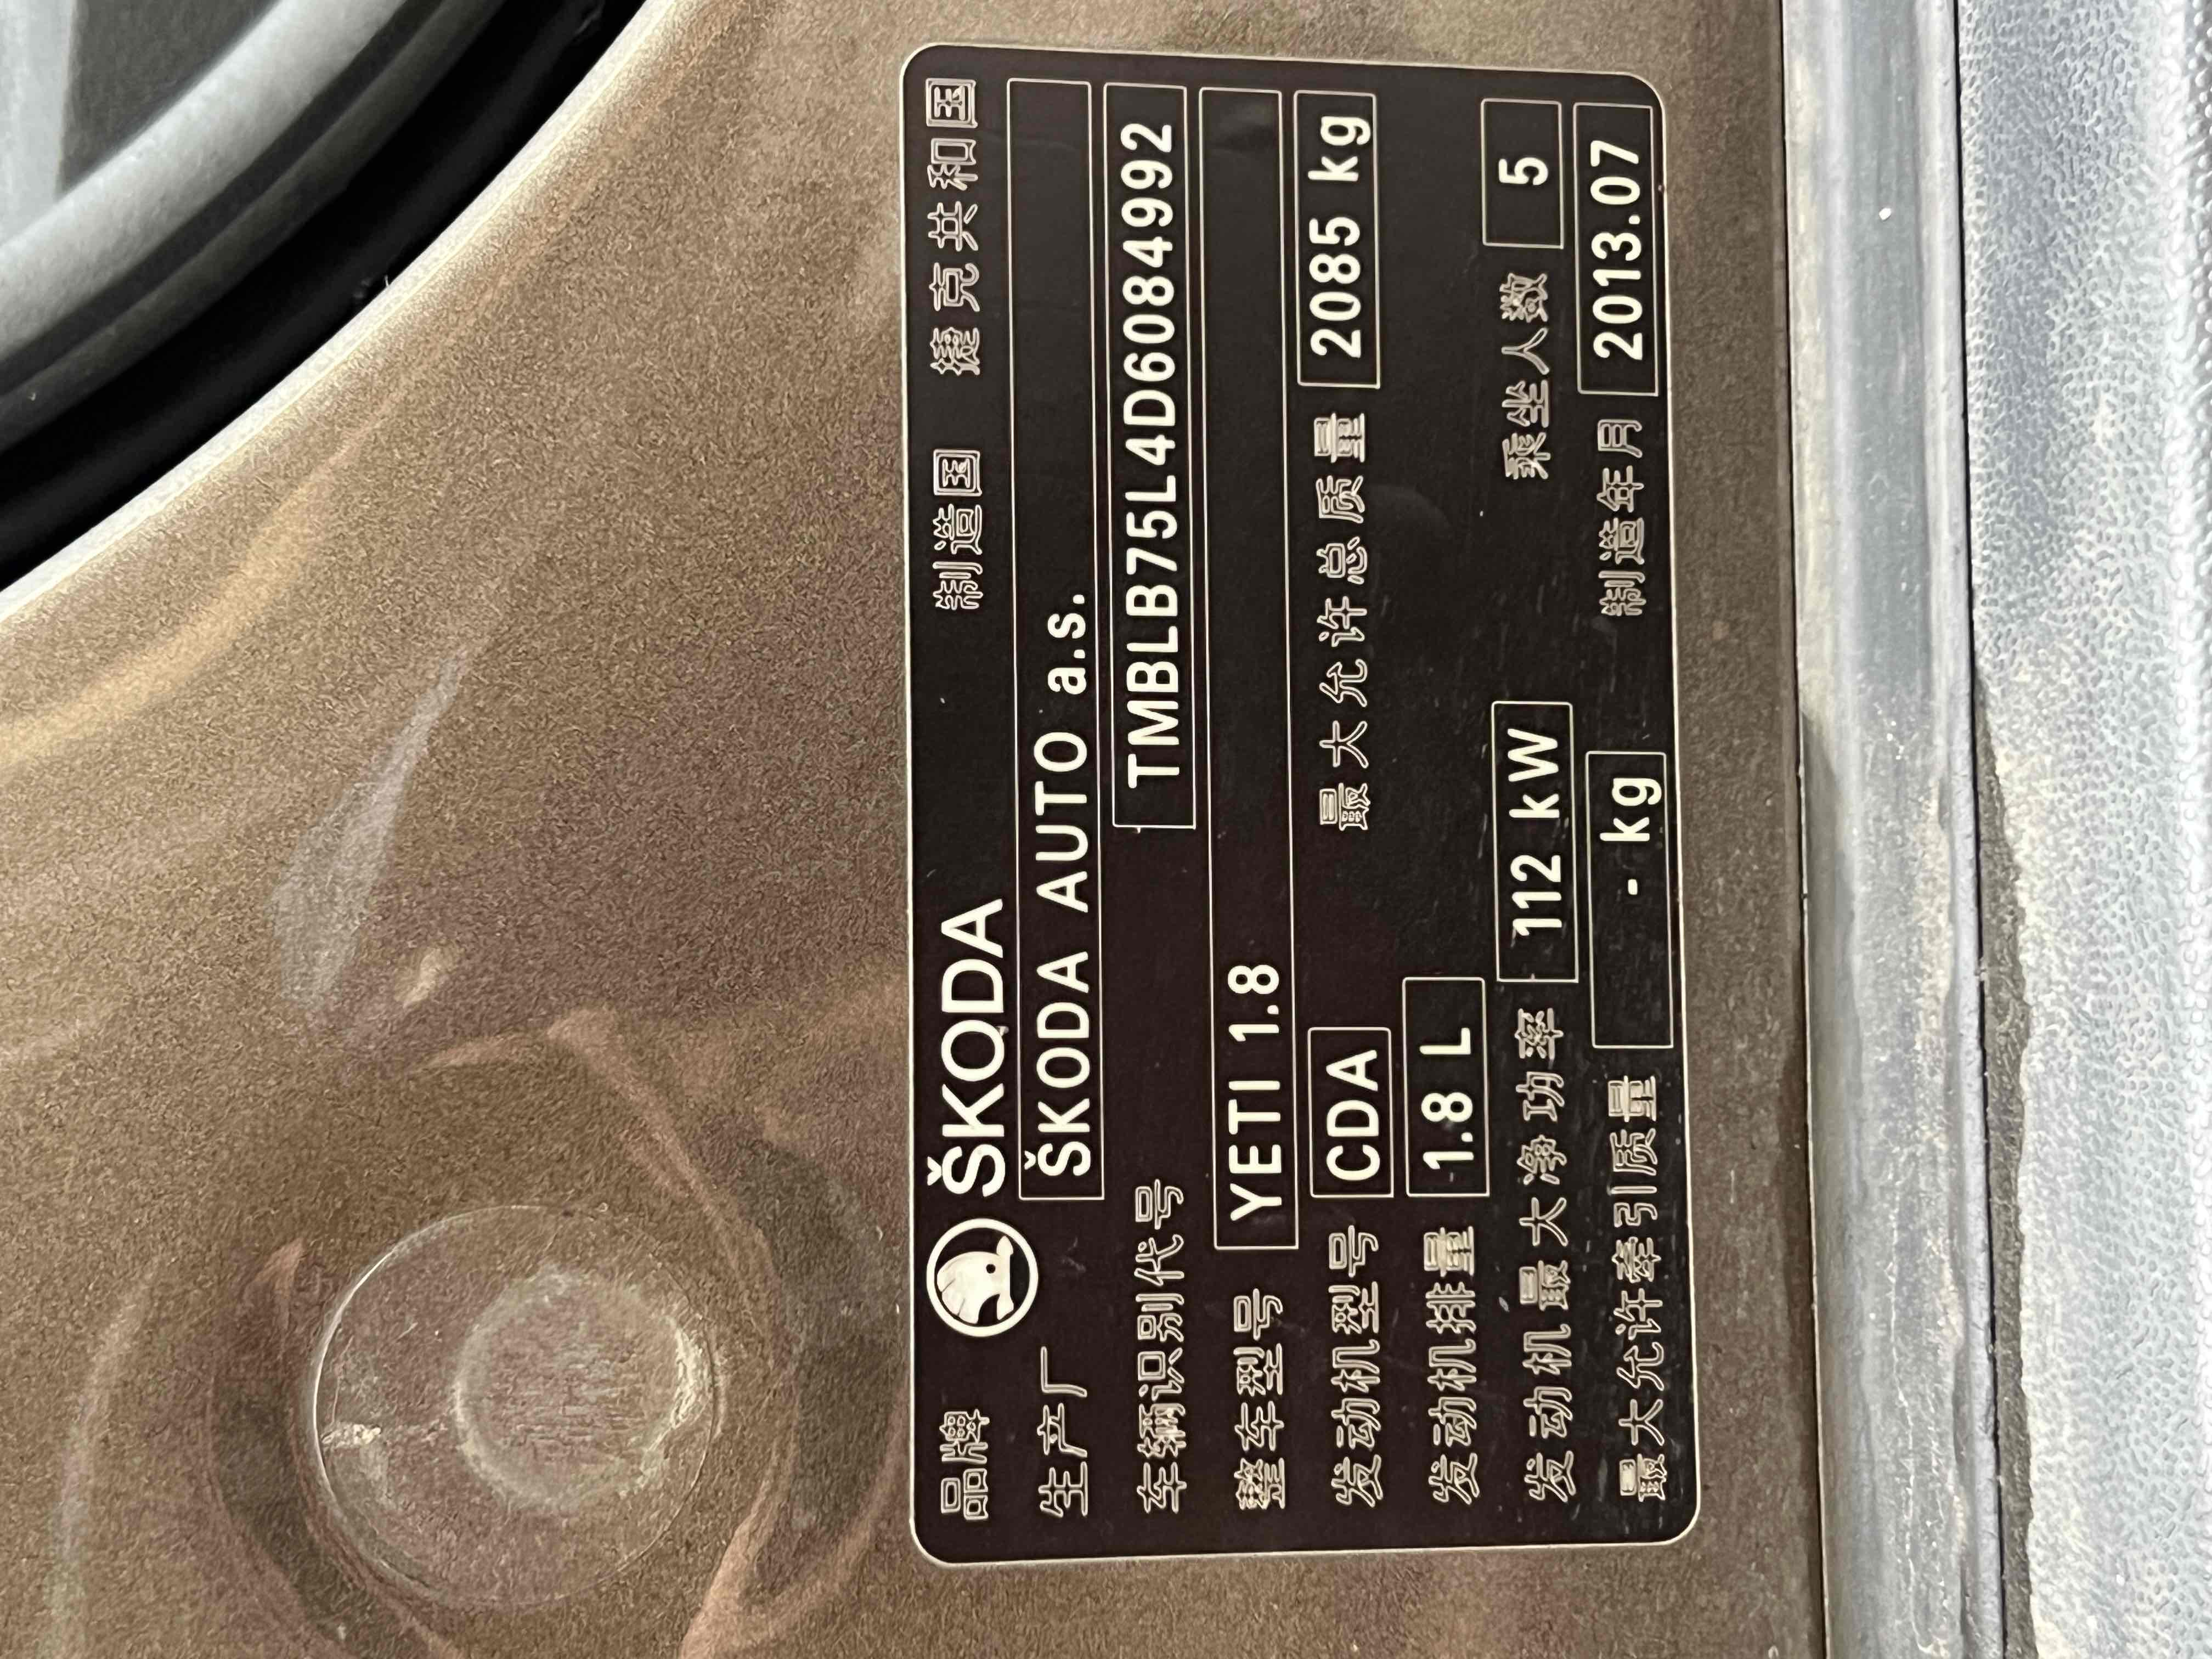 品牌 ŠKODA 制造国 捷克共和国
生产厂 ŠKODA AUTO a.s.
车辆识别代号 TMBLB75L4D6084992
整车型号 YETI 1.8
发动机型号 CDA 最大允许总质量 2085 kg
发动机排量 1.8 L
发动机最大净功率 112 kW 乘坐人数 5
最大允许牵引质量 - kg 制造年月 2013.07